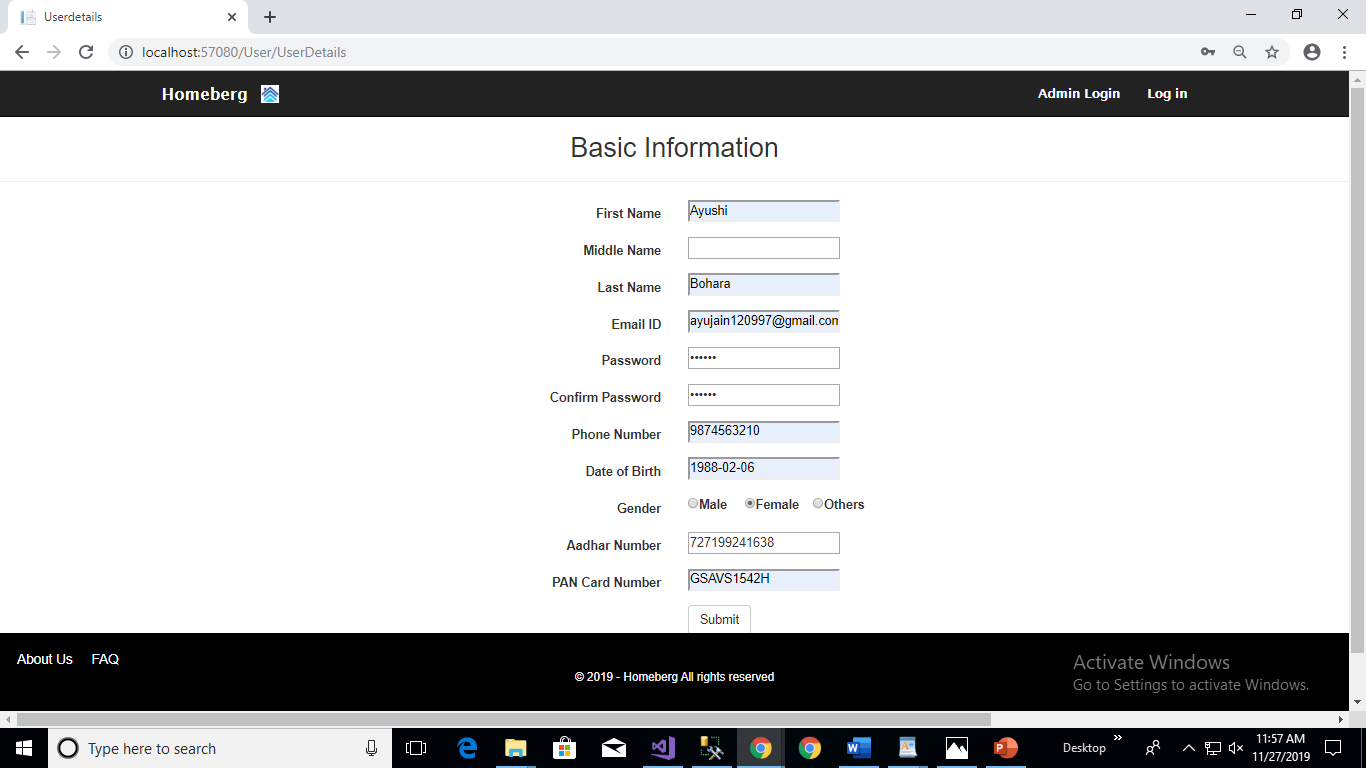 Userdetails
localhost:57080/User/UserDetails
Homeberg Admin Login Log in
Basic Information
First Name Ayushi
Middle Name
Last Name Bohara
Email ID ayujain120997@gmail.com
Password ••••••
Confirm Password ••••••
Phone Number 9874563210
Date of Birth 1988-02-06
Gender Male Female Others
Aadhar Number 727199241638
PAN Card Number GSAVS1542H
Submit
About Us FAQ
© 2019 - Homeberg All rights reserved
Activate Windows
Go to Settings to activate Windows.
Type here to search
Desktop
11:57 AM
11/27/2019